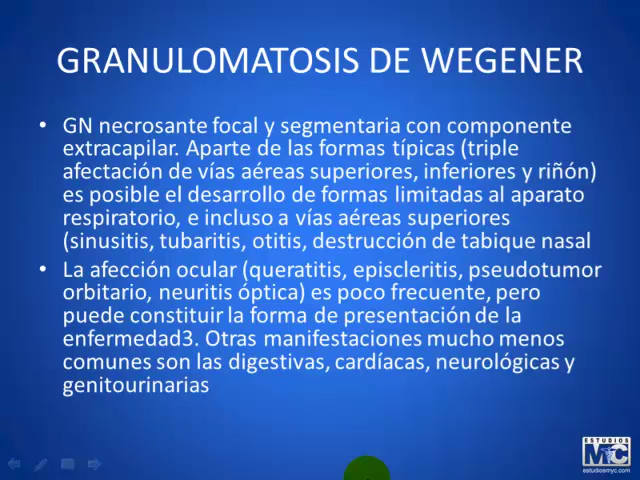 GRANULOMATOSIS DE WEGENER
• GN necrosante focal y segmentaria con componente
extracapilar. Aparte de las formas típicas (triple
afectación de vías aéreas superiores, inferiores y riñón)
es posible el desarrollo de formas limitadas al aparato
respiratorio, e incluso a vías aéreas superiores
(sinusitis, tubaritis, otitis, destrucción de tabique nasal
• La afección ocular (queratitis, episcleritis, pseudotumor
orbitario, neuritis óptica) es poco frecuente, pero
puede constituir la forma de presentación de la
enfermedad3. Otras manifestaciones mucho menos
comunes son las digestivas, cardíacas, neurológicas y
genitourinarias
ESTUDIOS
MyC
estudiosmyc.com